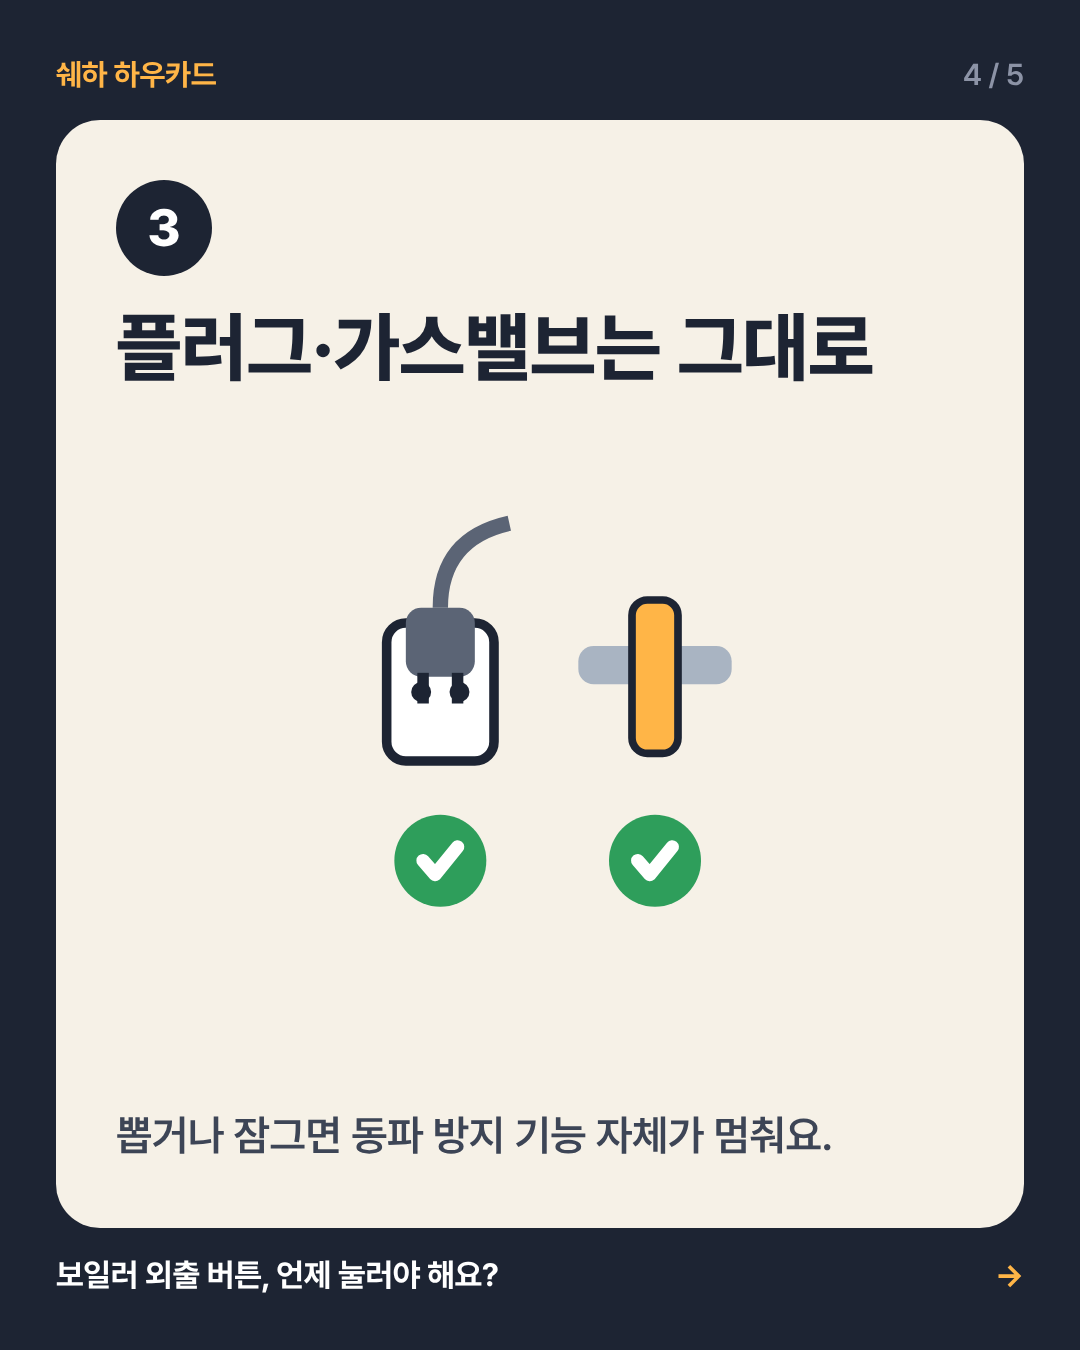 쉐하 하우카드
4 / 5
3
플러그·가스밸브는 그대로
뽑거나 잠그면 동파 방지 기능 자체가 멈춰요.
보일러 외출 버튼, 언제 눌러야 해요?
→